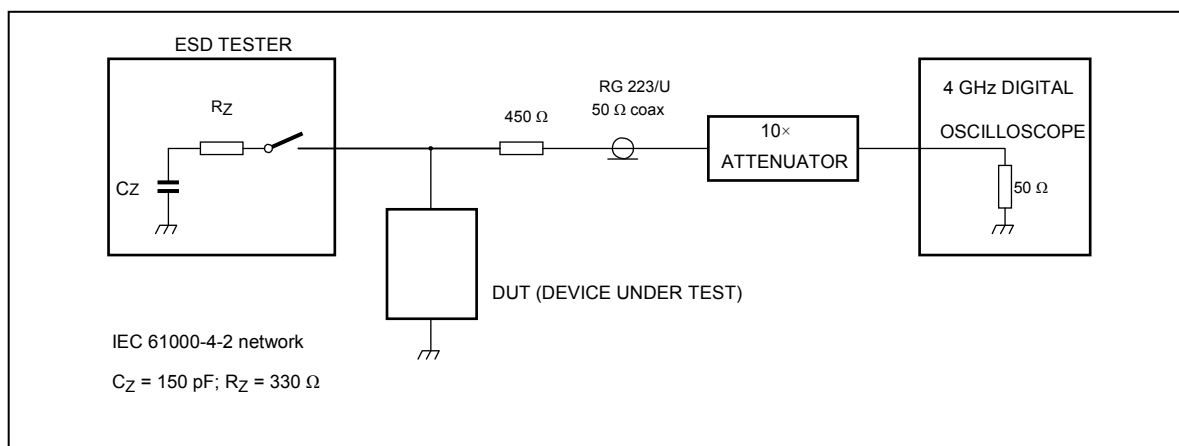 ESD TESTER
RZ
CZ
450 Ω
RG 223/U
50 Ω coax
10×
ATTENUATOR
4 GHz DIGITAL
OSCILLOSCOPE
50 Ω
DUT (DEVICE UNDER TEST)
IEC 61000-4-2 network
CZ = 150 pF; RZ = 330 Ω